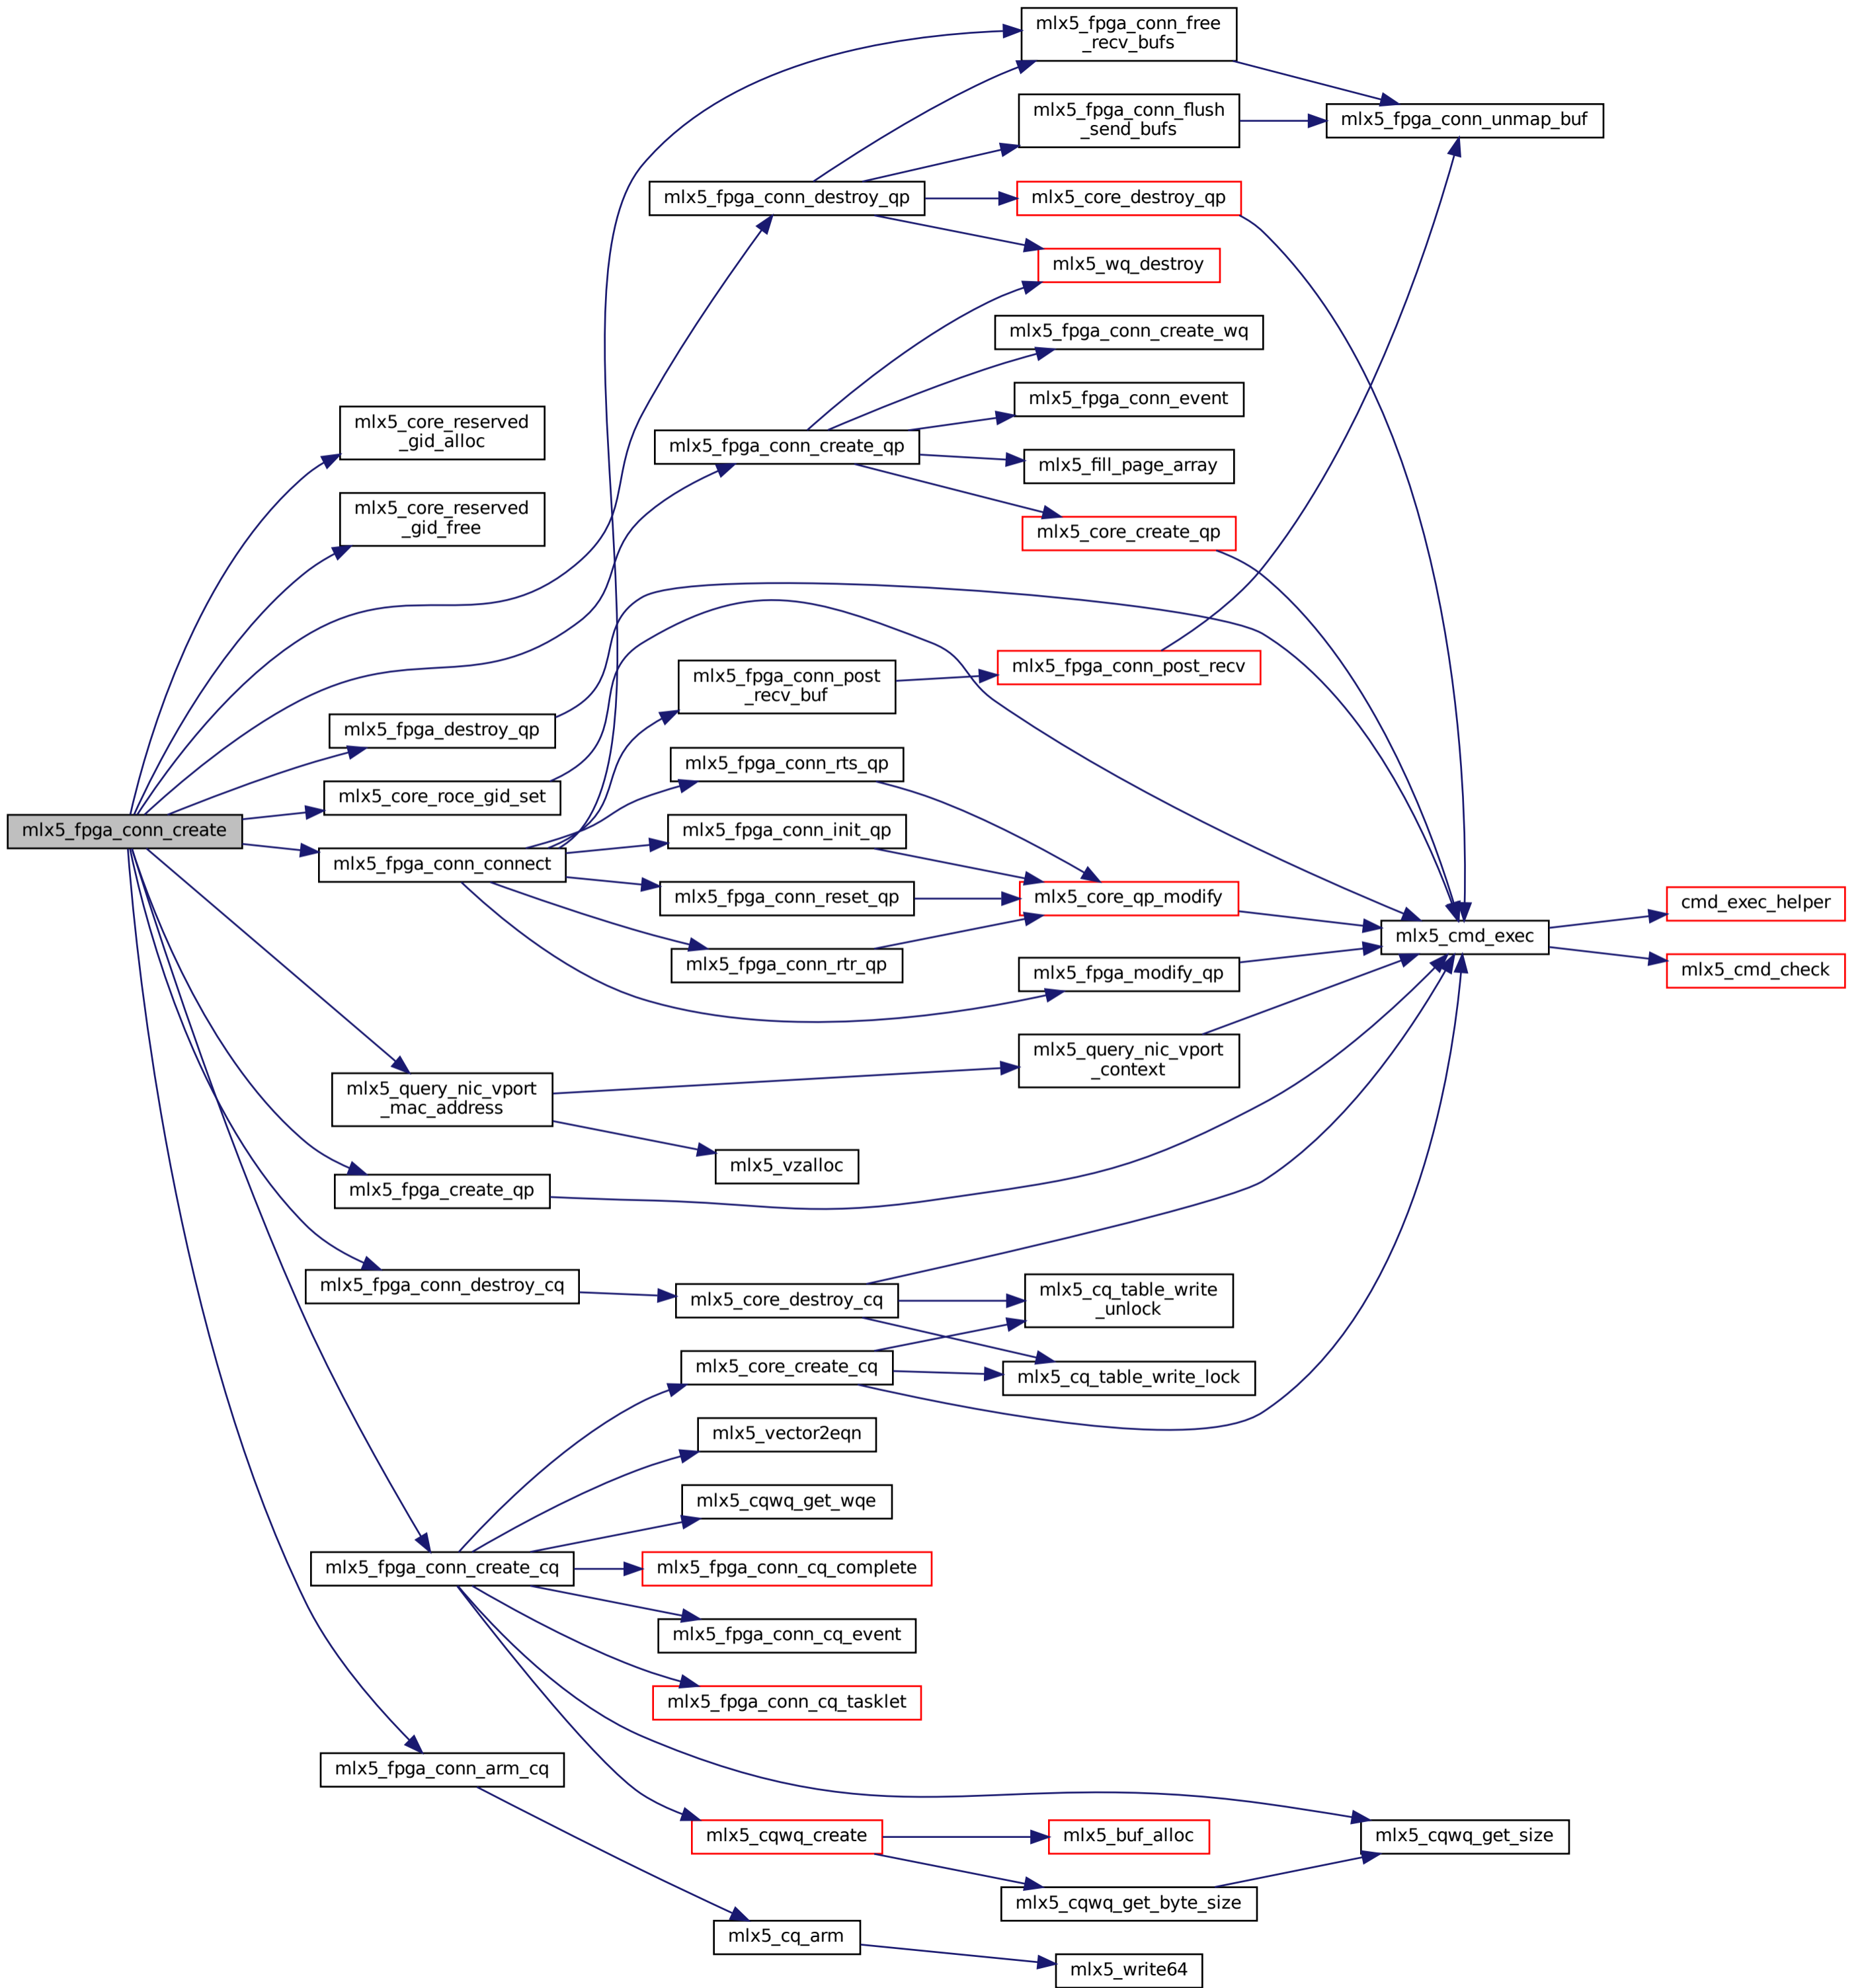 mlx5_fpga_conn_free
_recv_bufs
mlx5_fpga_conn_flush
_send_bufs
mlx5_fpga_conn_unmap_buf
mlx5_fpga_conn_destroy_qp
mlx5_core_destroy_qp
mlx5_wq_destroy
mlx5_fpga_conn_create_wq
mlx5_fpga_conn_event
mlx5_core_reserved
_gid_alloc
mlx5_fpga_conn_create_qp
mlx5_fill_page_array
mlx5_core_reserved
_gid_free
mlx5_core_create_qp
mlx5_fpga_conn_post_recv
mlx5_fpga_conn_post
_recv_buf
mlx5_fpga_destroy_qp
mlx5_fpga_conn_rts_qp
mlx5_core_roce_gid_set
mlx5_fpga_conn_create
mlx5_fpga_conn_init_qp
mlx5_fpga_conn_connect
mlx5_fpga_conn_reset_qp
mlx5_core_qp_modify
cmd_exec_helper
mlx5_cmd_exec
mlx5_fpga_conn_rtr_qp
mlx5_fpga_modify_qp
mlx5_cmd_check
mlx5_query_nic_vport
_context
mlx5_query_nic_vport
_mac_address
mlx5_vzalloc
mlx5_fpga_create_qp
mlx5_fpga_conn_destroy_cq
mlx5_core_destroy_cq
mlx5_cq_table_write
_unlock
mlx5_core_create_cq
mlx5_cq_table_write_lock
mlx5_vector2eqn
mlx5_cqwq_get_wqe
mlx5_fpga_conn_create_cq
mlx5_fpga_conn_cq_complete
mlx5_fpga_conn_cq_event
mlx5_fpga_conn_cq_tasklet
mlx5_fpga_conn_arm_cq
mlx5_cqwq_create
mlx5_buf_alloc
mlx5_cqwq_get_size
mlx5_cqwq_get_byte_size
mlx5_cq_arm
mlx5_write64